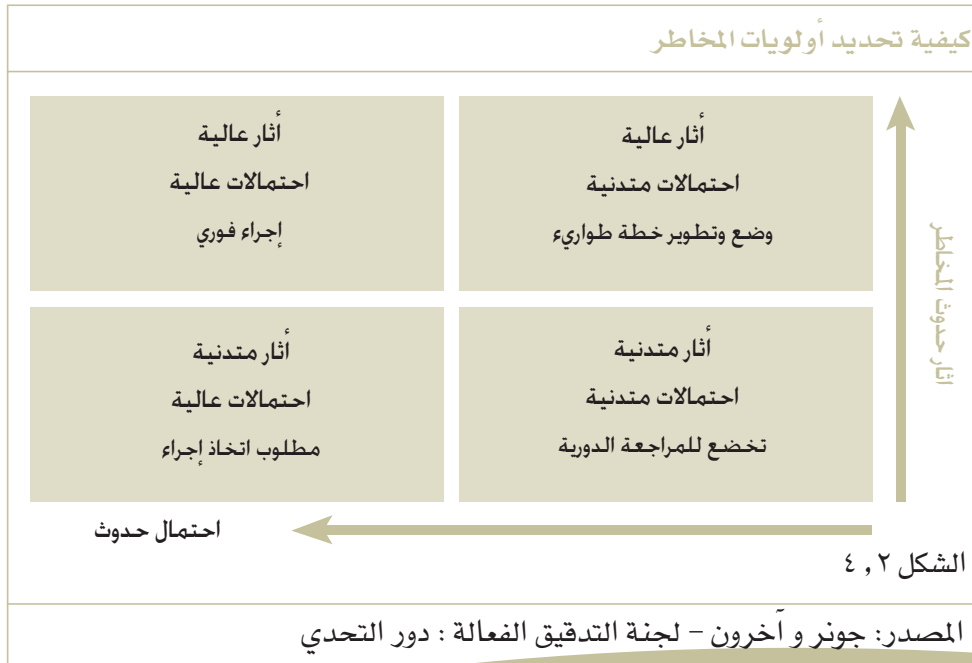 كيفية تحديد أولويات المخاطر
أثار عالية
احتمالات متدنية
وضع وتطوير خطة طواريء
أثار عالية
احتمالات عالية
إجراء فوري
اثار حدوث المخاطر
أثار متدنية
احتمالات متدنية
تخضع للمراجعة الدورية
أثار متدنية
احتمالات عالية
مطلوب اتخاذ إجراء
احتمال حدوث
الشكل ٢ , ٤
المصدر: جونر و آخرون – لجنة التدقيق الفعالة : دور التحدي